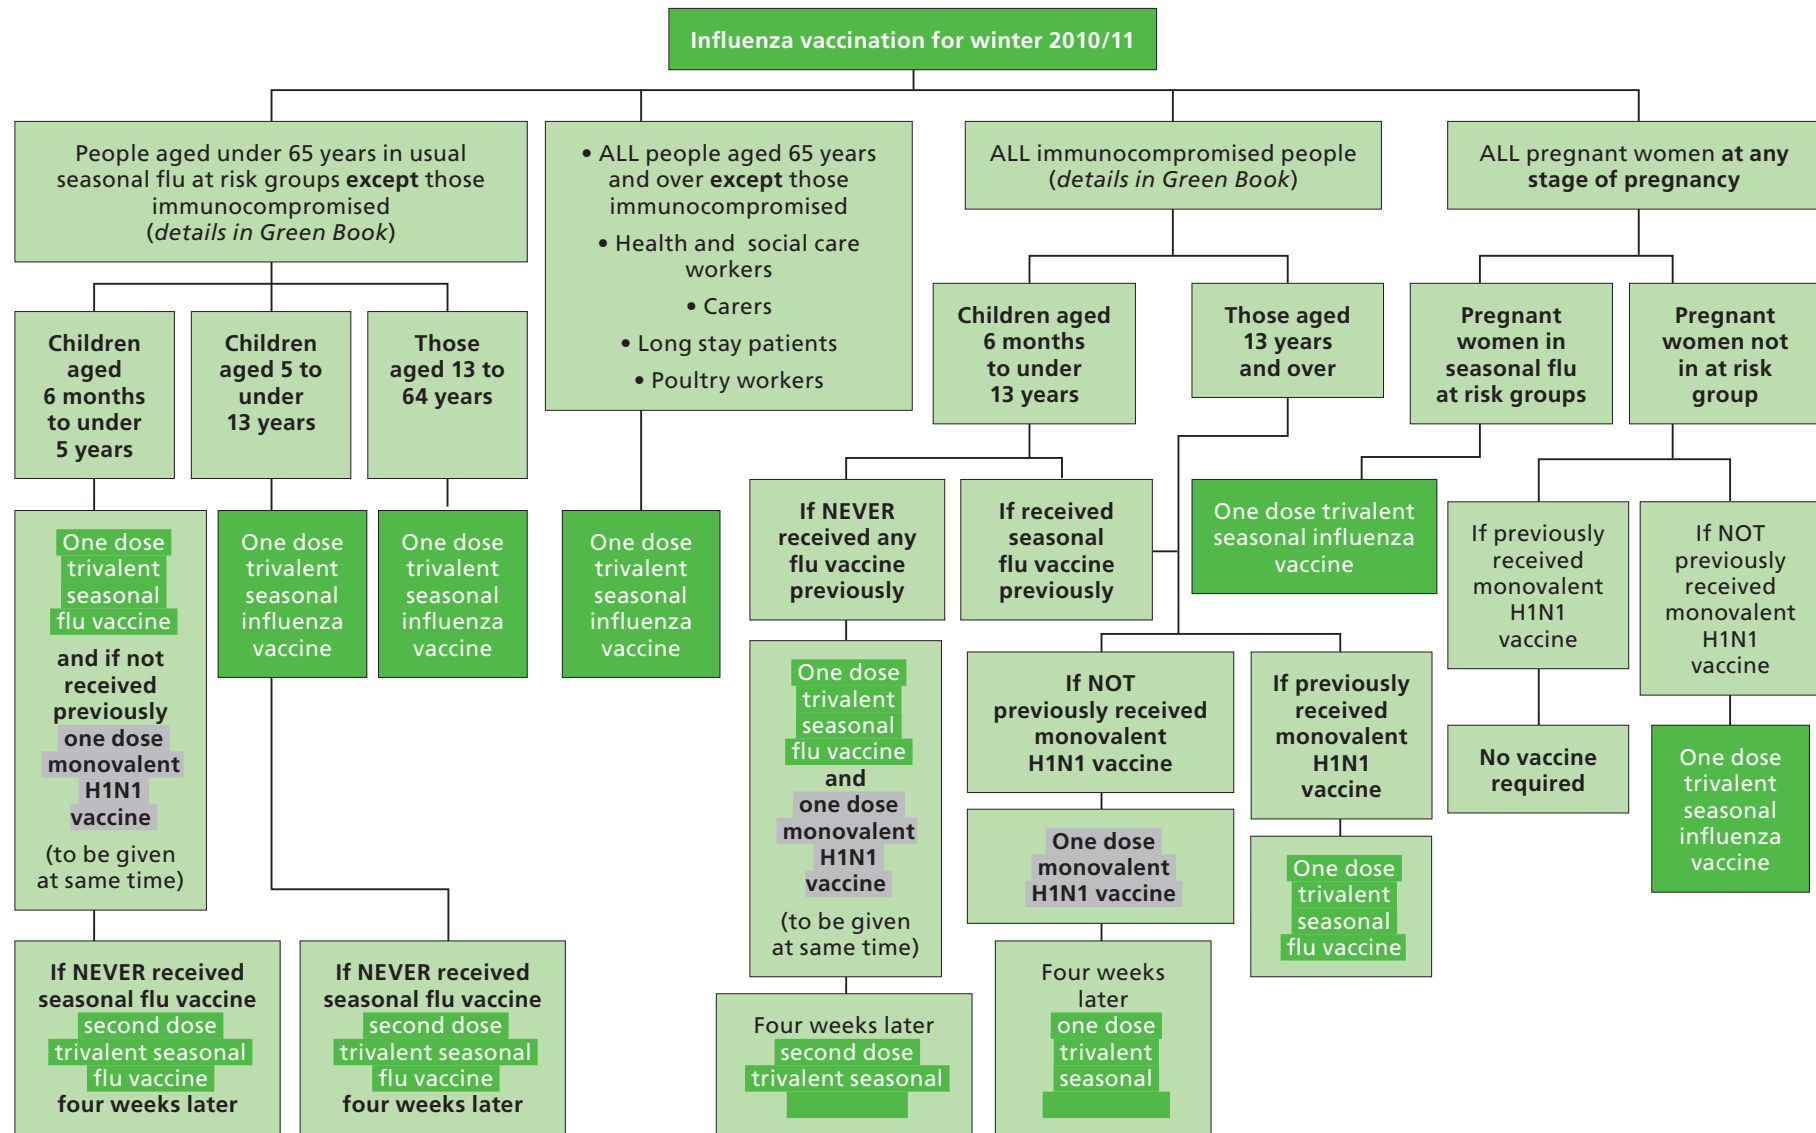 Influenza vaccination for winter 2010/11
People aged under 65 years in usual
seasonal flu at risk groups except those
immunocompromised
(details in Green Book)
Children
aged
6 months
to under
5 years
One dose
trivalent
seasonal
flu vaccine
and if not
received
previously
one dose
monovalent
H1N1
vaccine
(to be given
at same time)
If NEVER received
seasonal flu vaccine
second dose
trivalent seasonal
flu vaccine
four weeks later
Children
aged 5 to
under
13 years
One dose
trivalent
seasonal
influenza
vaccine
If NEVER received
seasonal flu vaccine
second dose
trivalent seasonal
flu vaccine
four weeks later
Those
aged 13 to
64 years
One dose
trivalent
seasonal
influenza
vaccine
• ALL people aged 65 years
and over except those
immunocompromised
• Health and social care
workers
• Carers
• Long stay patients
• Poultry workers
One dose
trivalent
seasonal
influenza
vaccine
ALL immunocompromised people
(details in Green Book)
Children aged
6 months
to under
13 years
If NEVER
received any
flu vaccine
previously
One dose
trivalent
seasonal
flu vaccine
and
one dose
monovalent
H1N1
vaccine
(to be given
at same time)
Four weeks later
second dose
trivalent seasonal
If received
seasonal
flu vaccine
previously
Those aged
13 years
and over
If NOT
previously received
monovalent
H1N1 vaccine
One dose
monovalent
H1N1 vaccine
Four weeks
later
one dose
trivalent
seasonal
If previously
received
monovalent
H1N1
vaccine
One dose
trivalent
seasonal
flu vaccine
ALL pregnant women at any
stage of pregnancy
Pregnant
women in
seasonal flu
at risk groups
One dose trivalent
seasonal influenza
vaccine
Pregnant
women not
in at risk
group
If previously
received
monovalent
H1N1
vaccine
No vaccine
required
If NOT
previously
received
monovalent
H1N1
vaccine
One dose
trivalent
seasonal
influenza
vaccine